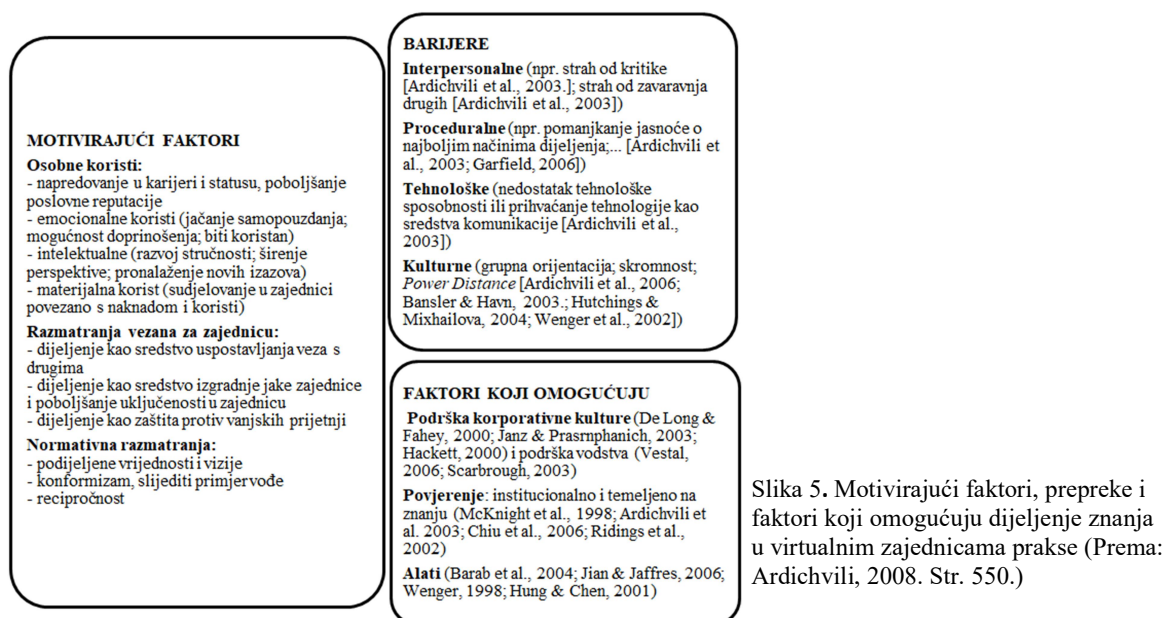 MOTIVIRAJUĆI FAKTORI
Osobne koristi:
- napredovanje u karijeri i statusu, poboljšanje
poslovne reputacije
- emocionalne koristi (jačanje samopouzdanja;
mogućnost doprinošenja; biti koristan)
- intelektualne (razvoj stručnosti; širenje
perspektive; pronalaženje novih izazova)
- materijalna korist (sudjelovanje u zajednici
povezano s naknadom i koristi)
Razmatranja vezana za zajednicu:
- dijeljenje kao sredstvo uspostavljanja veza s
drugima
- dijeljenje kao sredstvo izgradnje jake zajednice
i poboljšanje uključenosti u zajednicu
- dijeljenje kao zaštita protiv vanjskih prijetnji
Normativna razmatranja:
- podijeljene vrijednosti i vizije
- konformizam, slijediti primjer vođe
- recipročnost
BARIJERE
Interpersonalne (npr. strah od kritike
[Ardichvili et al., 2003.]; strah od zavaravnja
drugih [Ardichvili et al., 2003])
Proceduralne (npr. pomanjkanje jasnoće o
najboljim načinima dijeljenja;... [Ardichvili et
al., 2003; Garfield, 2006])
Tehnološke (nedostatak tehnološke
sposobnosti ili prihvaćanje tehnologije kao
sredstva komunikacije [Ardichvili et al.,
2003])
Kulturne (grupna orijentacija; skromnost;
Power Distance [Ardichvili et al., 2006;
Bansler & Havn, 2003.; Hutchings &
Mixhailova, 2004; Wenger et al., 2002])
FAKTORI KOJI OMOGUĆUJU
Podrška korporativne kulture (De Long &
Fahey, 2000; Janz & Prasrnphanich, 2003;
Hackett, 2000) i podrška vodstva (Vestal,
2006; Scarbrough, 2003)
Povjerenje: institucionalno i temeljeno na
znanju (McKnight et al., 1998; Ardichvili et
al. 2003; Chiu et al., 2006; Ridings et al.,
2002)
Alati (Barab et al., 2004; Jian & Jaffres, 2006;
Wenger, 1998; Hung & Chen, 2001)
Slika 5. Motivirajući faktori, prepreke i
faktori koji omogućuju dijeljenje znanja
u virtualnim zajednicama prakse (Prema:
Ardichvili, 2008. Str. 550.)